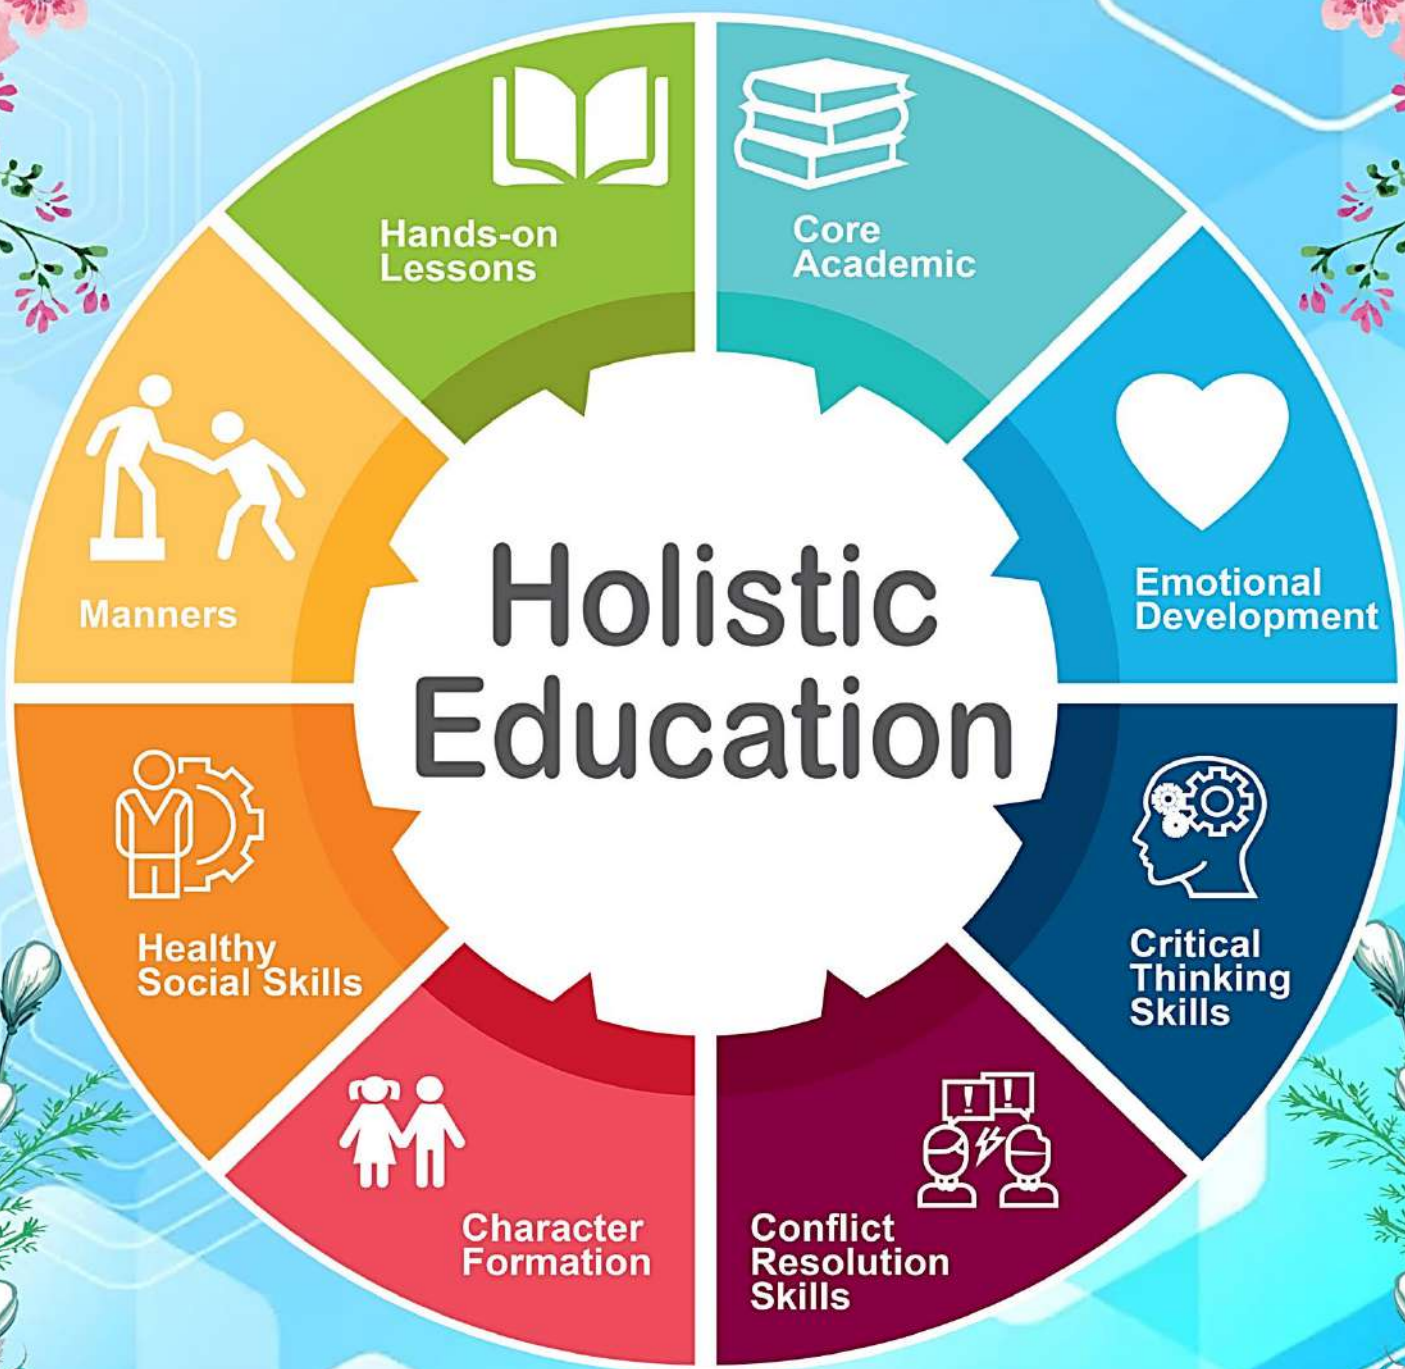 Hands-on
Lessons
Core
Academic
Emotional
Development
Critical
Thinking
Skills
Conflict
Resolution
Skills
Character
Formation
Healthy
Social Skills
Manners
Holistic
Education